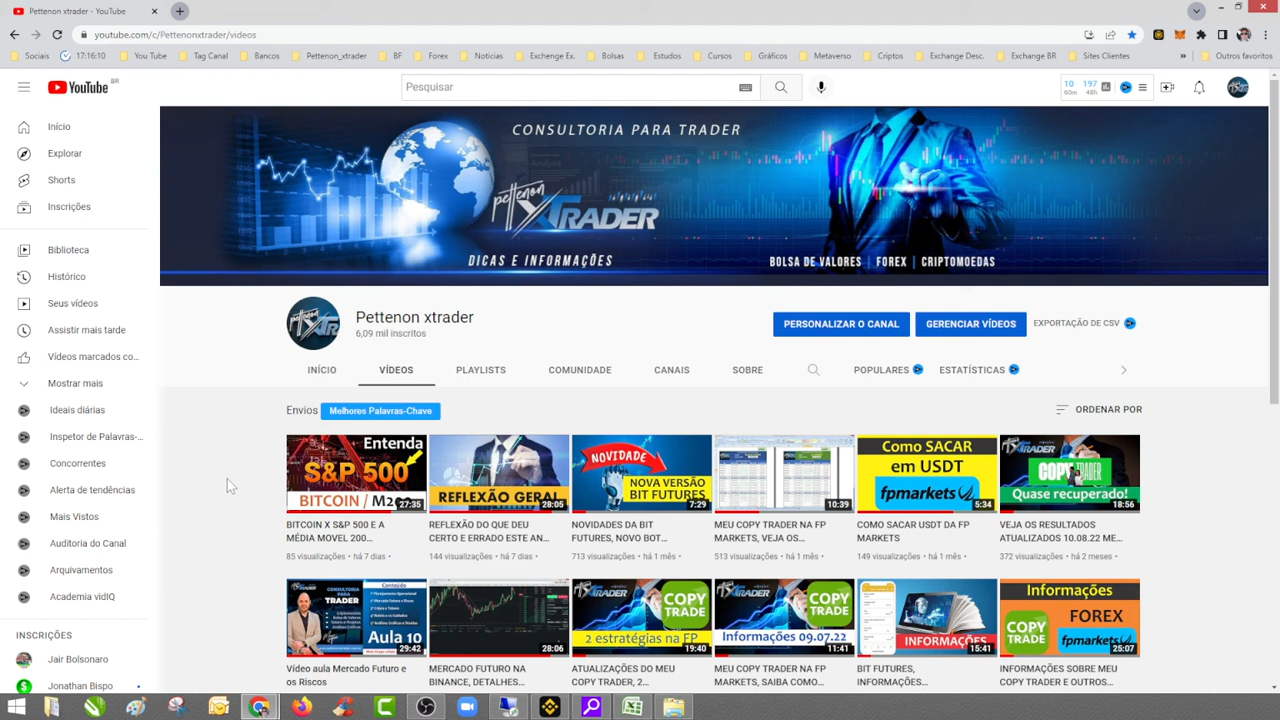 Pettenon xtrader - YouTube
youtube.com/c/Pettenonxtrader/videos
Sociais 17:16:10 You Tube Tag Canal Bancos Pettenon_xtrader BF Forex Noticias Exchenge Ex. Bolsas Estudos Cursos Gráficos Metaverso Criptos Exchange Desc. Exchange BR Sites Clientes » Outros favoritos
YouTube BR
Pesquisar
10 197
60m 48h
Início
Explorar
Shorts
Inscrições
Biblioteca
Histórico
Seus vídeos
Assistir mais tarde
Vídeos marcados co...
Mostrar mais
Ideais diárias
Inspetor de Palavras-...
Concorrentes
Alerta de tendências
Mais Vistos
Auditoria do Canal
Arquivamentos
Academia vidIQ
INSCRIÇÕES
Jair Bolsonaro
Jonathan Bispo
CONSULTORIA PARA TRADER
pettenon
XTRADER
DICAS E INFORMAÇÕES
BOLSA DE VALORES | FOREX | CRIPTOMOEDAS
Pettenon xtrader
6,09 mil inscritos
PERSONALIZAR O CANAL GERENCIAR VÍDEOS EXPORTAÇÃO DE CSV
INÍCIO VÍDEOS PLAYLISTS COMUNIDADE CANAIS SOBRE POPULARES ESTATÍSTICAS
Envios Melhores Palavras-Chave ORDENAR POR
Entenda
S&P 500
BITCOIN / M200
27:35
REFLEXÃO GERAL
28:05
NOVIDADE
NOVA VERSÃO
BIT FUTURES
7:29
10:39
Como SACAR
em USDT
fpmarkets
5:34
COPY TRADER
Quase recuperado!
18:56
BITCOIN X S&P 500 E A
MÉDIA MOVEL 200...
85 visualizações • há 7 dias •
REFLEXÃO DO QUE DEU
CERTO E ERRADO ESTE AN...
144 visualizações • há 7 dias •
NOVIDADES DA BIT
FUTURES, NOVO BOT...
713 visualizações • há 1 mês •
MEU COPY TRADER NA FP
MARKETS, VEJA OS...
513 visualizações • há 1 mês •
COMO SACAR USDT DA FP
MARKETS
149 visualizações • há 1 mês •
VEJA OS RESULTADOS
ATUALIZADOS 10.08.22 ME...
372 visualizações • há 2 meses •
CONSULTORIA PARA
TRADER
Conteúdo
Aula 10
29:42
28:06
COPY
TRADE
2 estratégias na FP
19:40
COPY
TRADE
Informações 09.07.22
11:41
INFORMAÇÕES
15:41
Informações
COPY
TRADE
FOREX
fpmarkets
25:07
Vídeo aula Mercado Futuro e
os Riscos
MERCADO FUTURO NA
BINANCE, DETALHES...
ATUALIZAÇÕES DO MEU
COPY TRADER, 2...
MEU COPY TRADER NA FP
MARKETS, SAIBA COMO...
BIT FUTURES,
INFORMAÇÕES...
INFORMAÇÕES SOBRE MEU
COPY TRADER E OUTROS...